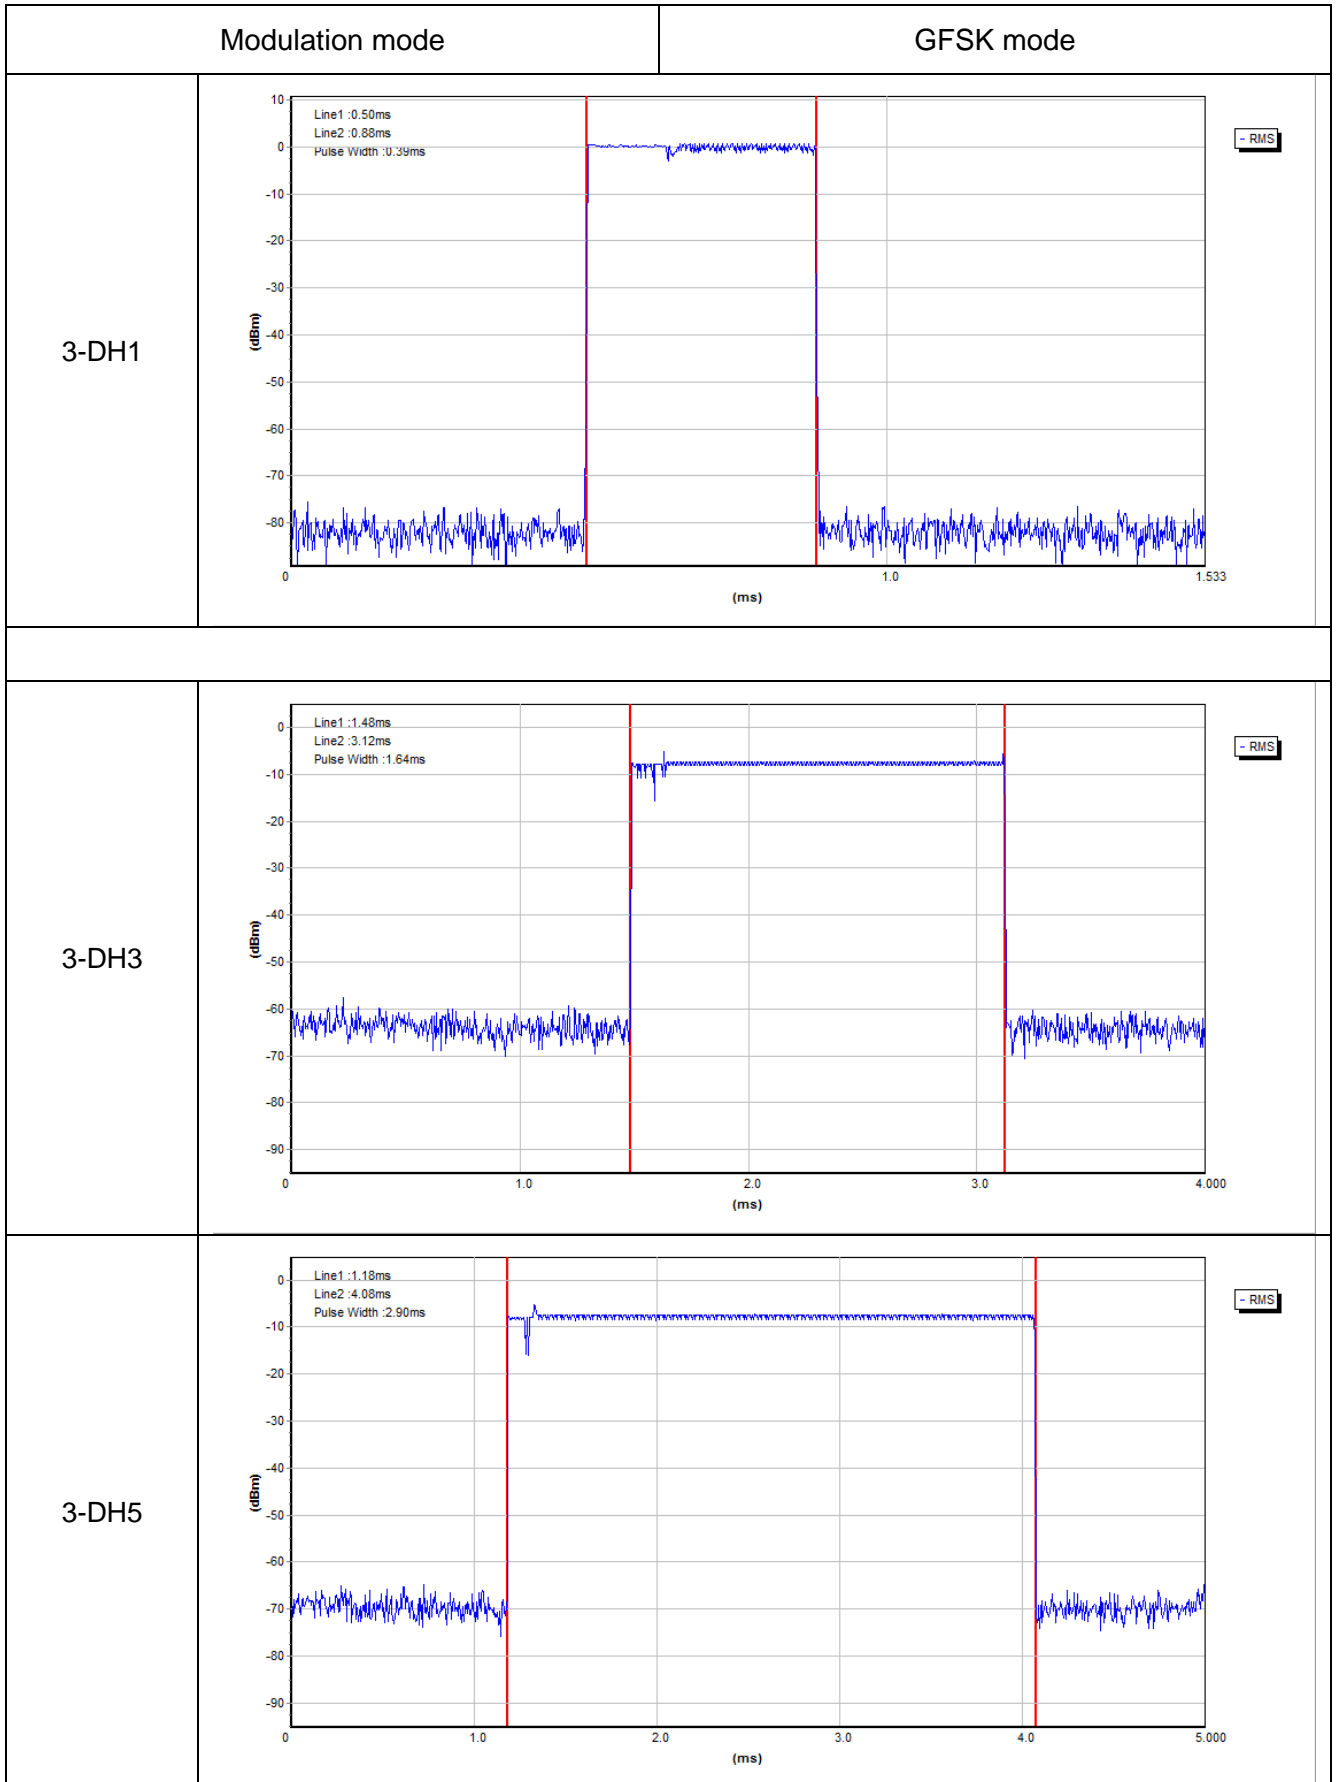 Modulation mode
GFSK mode
3-DH1
Line1 :0.50ms
Line2 :0.88ms
Pulse Width :0.39ms
RMS
10
0
-10
-20
-30
-40
-50
-60
-70
-80
(dBm)
0
1.0
1.533
(ms)
3-DH3
Line1 :1.48ms
Line2 :3.12ms
Pulse Width :1.64ms
RMS
0
-10
-20
-30
-40
-50
-60
-70
-80
-90
(dBm)
0
1.0
2.0
3.0
4.000
(ms)
3-DH5
Line1 :1.18ms
Line2 :4.08ms
Pulse Width :2.90ms
RMS
0
-10
-20
-30
-40
-50
-60
-70
-80
-90
(dBm)
0
1.0
2.0
3.0
4.0
5.000
(ms)